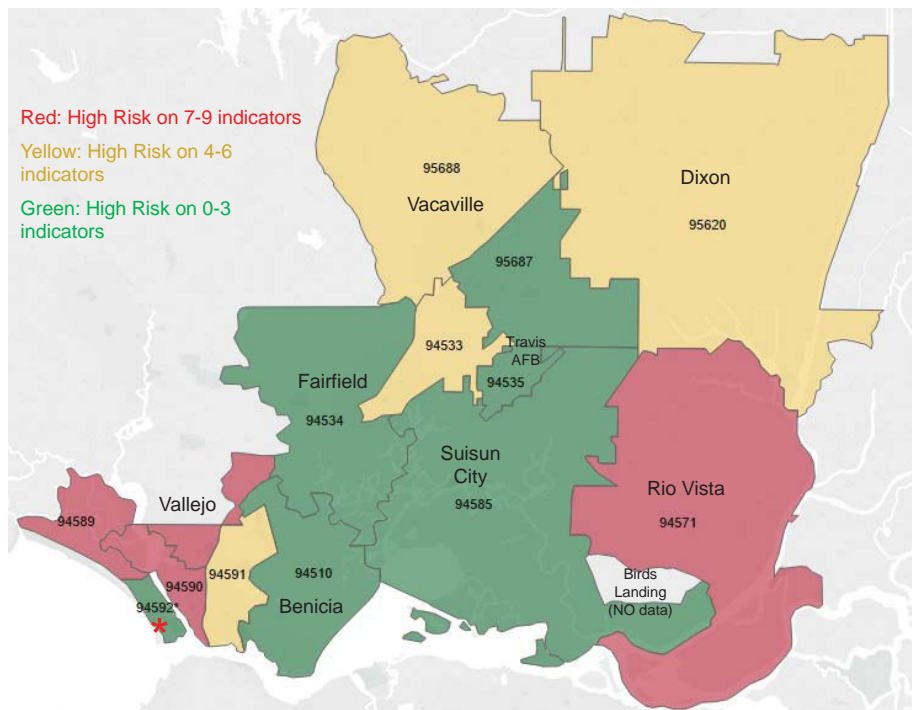 Red: High Risk on 7-9 indicators
Yellow: High Risk on 4-6
indicators
Green: High Risk on 0-3
indicators
95688
Vacaville
Dixon
95620
95687
94533
Travis
AFB
94535
Fairfield
94534
Suisun
City
94585
Rio Vista
94571
Vallejo
94589
94590
94591
94510
Benicia
94592*
*
Birds
Landing
(NO data)